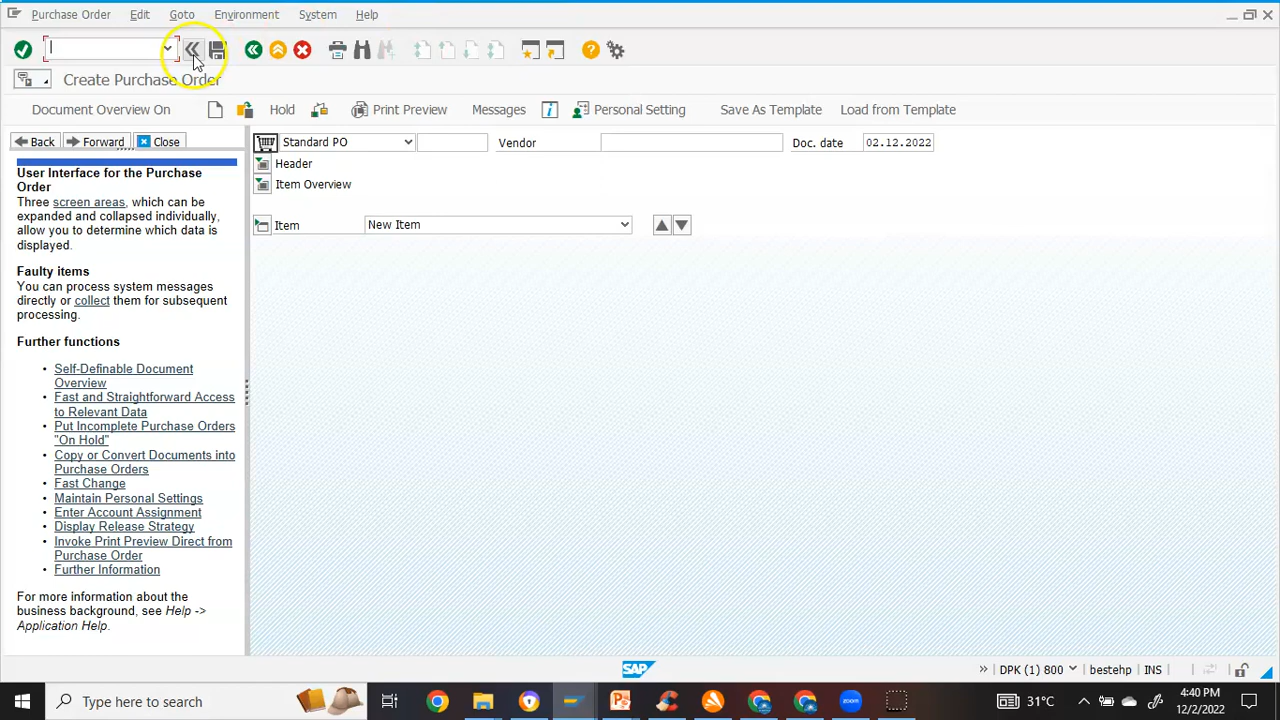 Purchase Order Edit Goto Environment System Help
Create Purchase Order
Document Overview On Hold Print Preview Messages Personal Setting Save As Template Load from Template
Back Forward Close
Standard PO Vendor Doc. date 02.12.2022
Header
Item Overview
Item New Item
User Interface for the Purchase
Order
Three screen areas, which can be
expanded and collapsed individually,
allow you to determine which data is
displayed.
Faulty items
You can process system messages
directly or collect them for subsequent
processing.
Further functions
• Self-Definable Document
Overview
• Fast and Straightforward Access
to Relevant Data
• Put Incomplete Purchase Orders
"On Hold"
• Copy or Convert Documents into
Purchase Orders
• Fast Change
• Maintain Personal Settings
• Enter Account Assignment
• Display Release Strategy
• Invoke Print Preview Direct from
Purchase Order
• Further Information
For more information about the
business background, see Help ->
Application Help.
SAP
» DPK (1) 800 bestehp INS
Type here to search
31°C
4:40 PM
12/2/2022